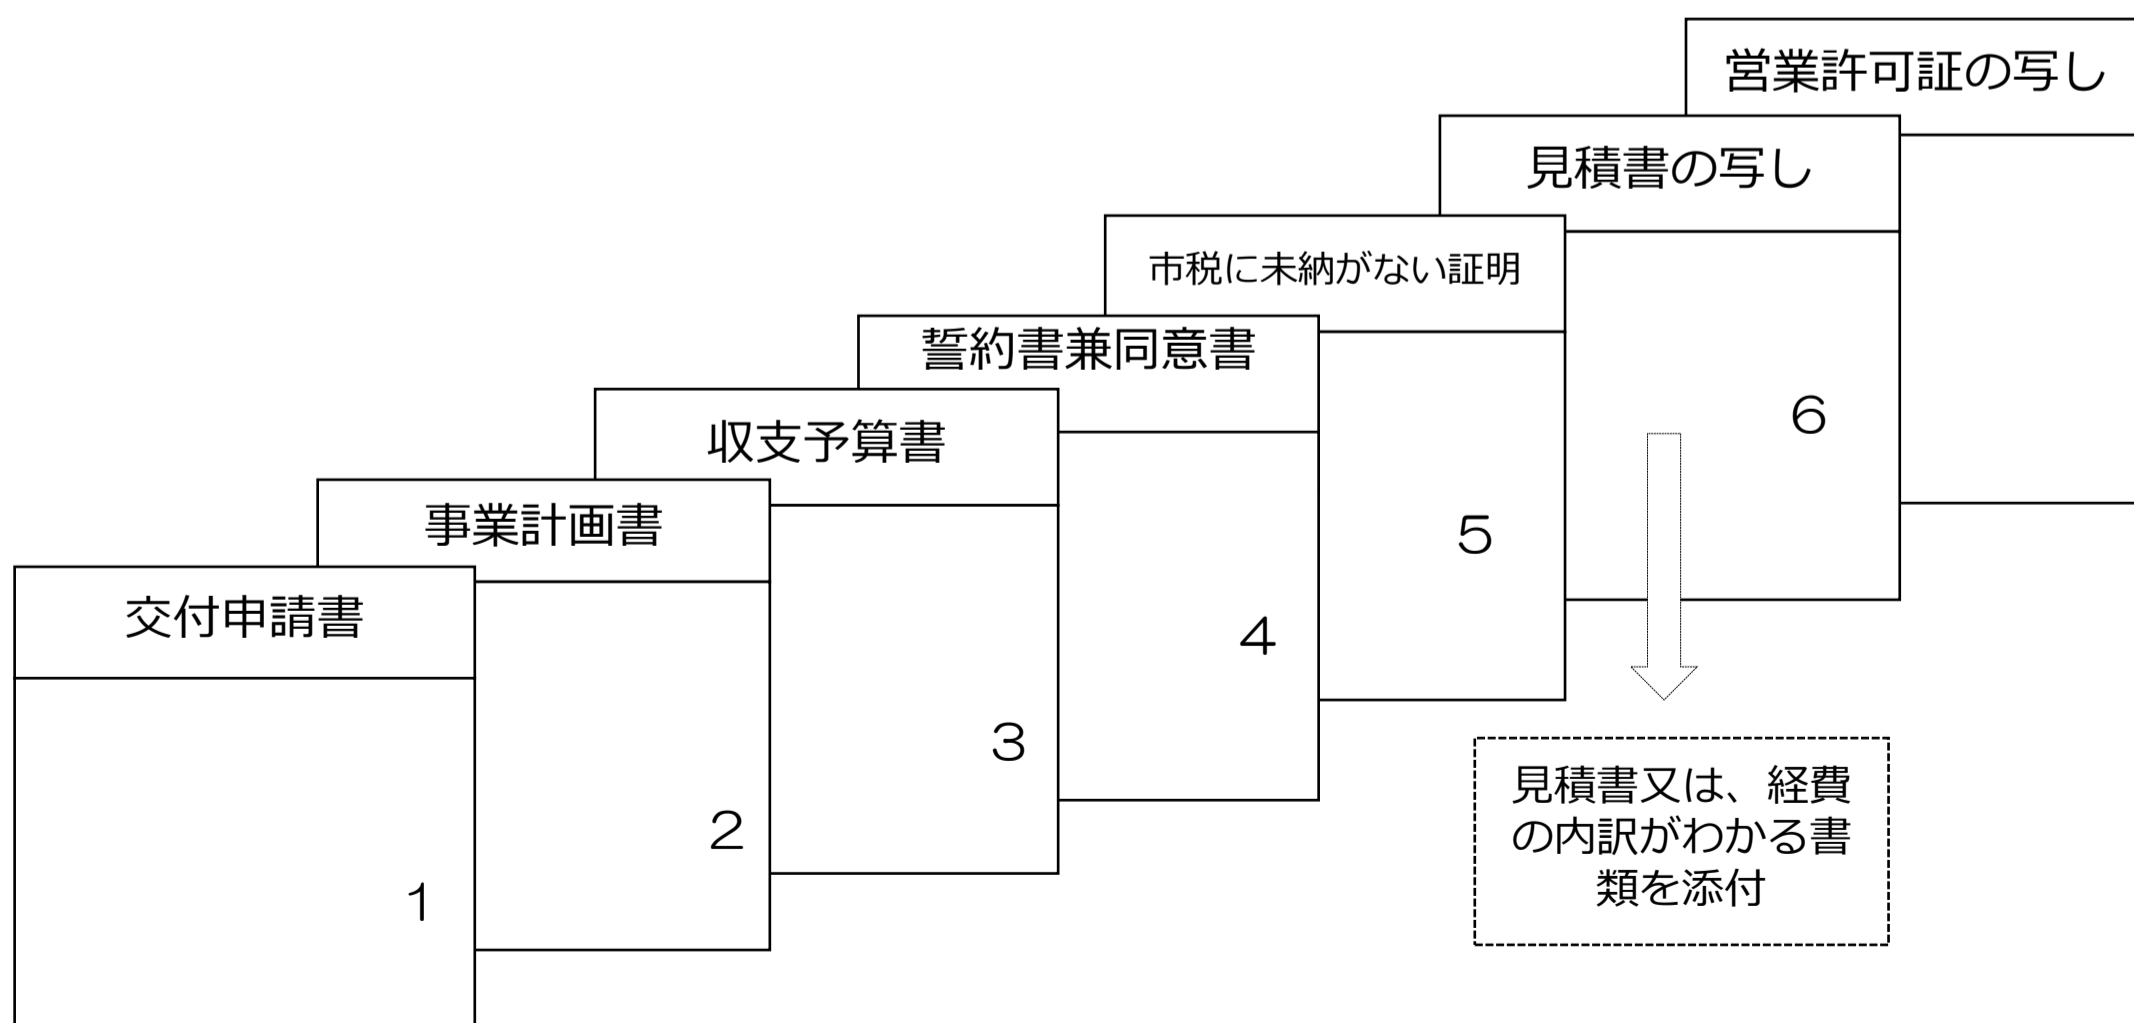 交付申請書
1
事業計画書
2
収支予算書
3
誓約書兼同意書
4
市税に未納がない証明
5
見積書の写し
6
見積書又は、経費
の内訳がわかる書
類を添付
営業許可証の写し